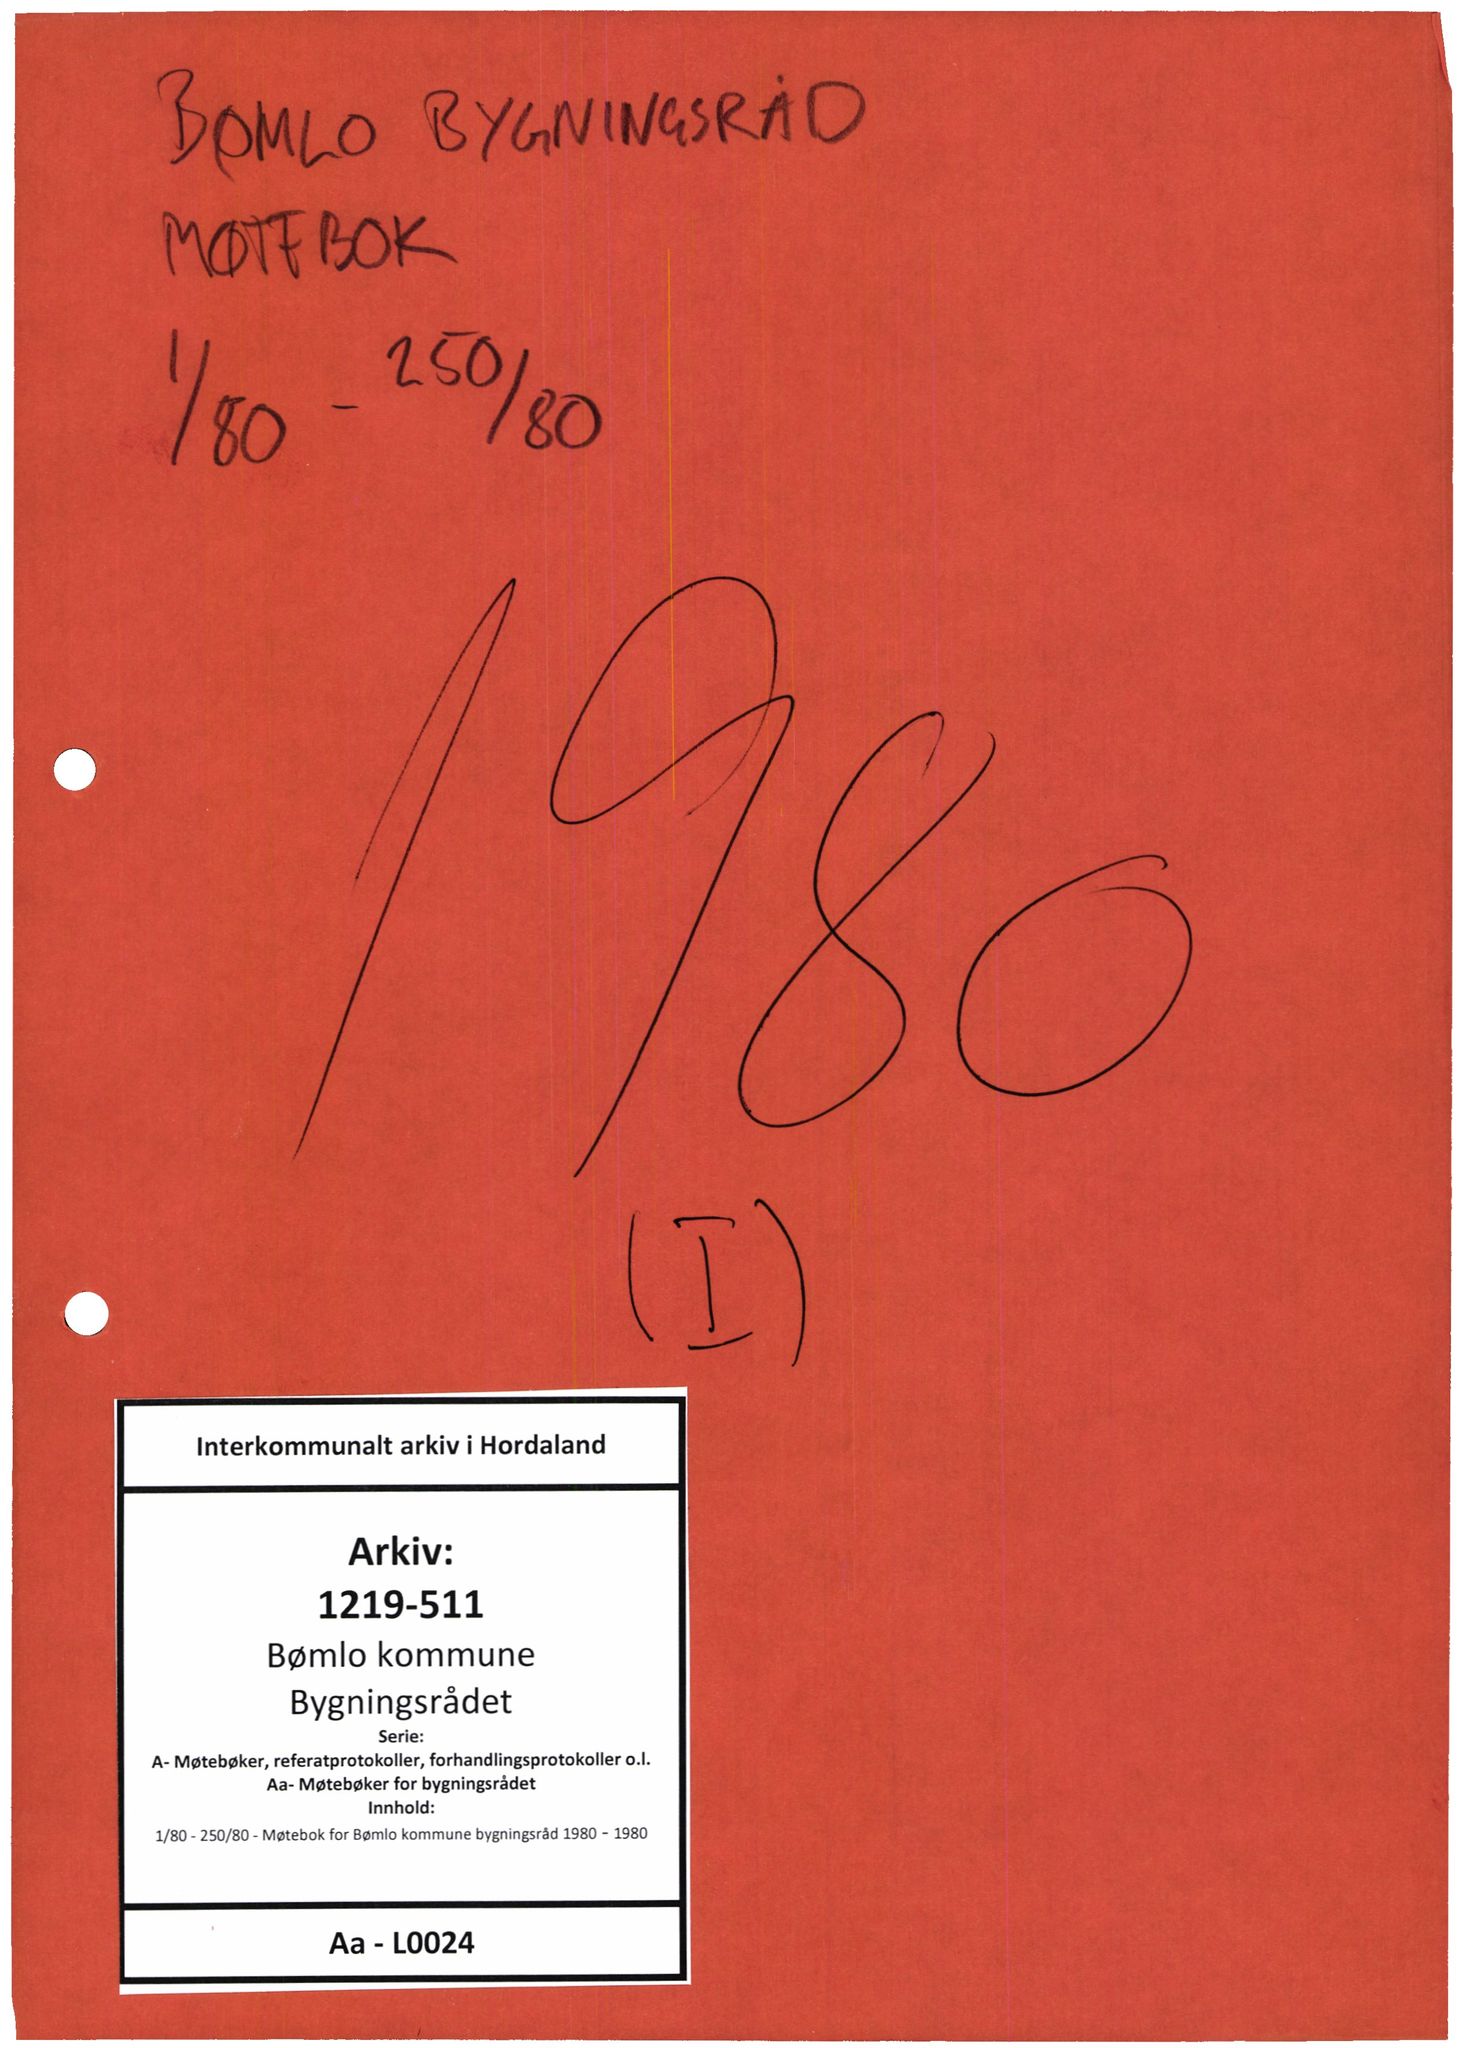 BØMLO BYGNINGSRÅD
MØTEBOK
1/80 - 250/80
1980
(I)
Interkommunalt arkiv i Hordaland
Arkiv:
1219-511
Bømlo kommune
Bygningsrådet
Serie:
A- Møtebøker, referatprotokoller, forhandlingsprotokoller o.l.
Aa- Møtebøker for bygningsrådet
Innhold:
1/80 - 250/80 - Møtebok for Bømlo kommune bygningsråd 1980 - 1980
Aa - L0024